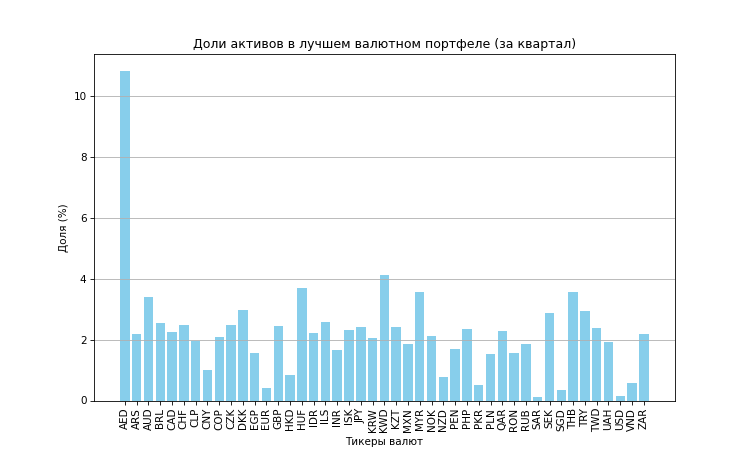 Доли активов в лучшем валютном портфеле (за квартал)
Доля (%)
10
8
6
4
2
0
AED ARS AUD BRL CAD CHF CLP CNY COP CZK DKK EGP EUR GBP HKD HUF IDR ILS INR ISK JPY KRW KWD KZT MXN MYR NOK NZD PEN PHP PKR PLN QAR RON RUB SAR SEK SGD THB TRY TWD UAH USD VND ZAR
Тикеры валют